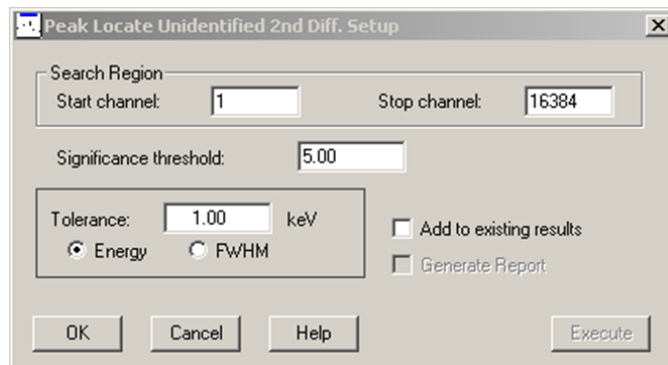 Peak Locate Unidentified 2nd Diff. Setup
Search Region
Start channel: 1 Stop channel: 16384
Significance threshold: 5.00
Tolerance: 1.00 keV
Energy FWHM
Add to existing results
Generate Report
OK Cancel Help Execute